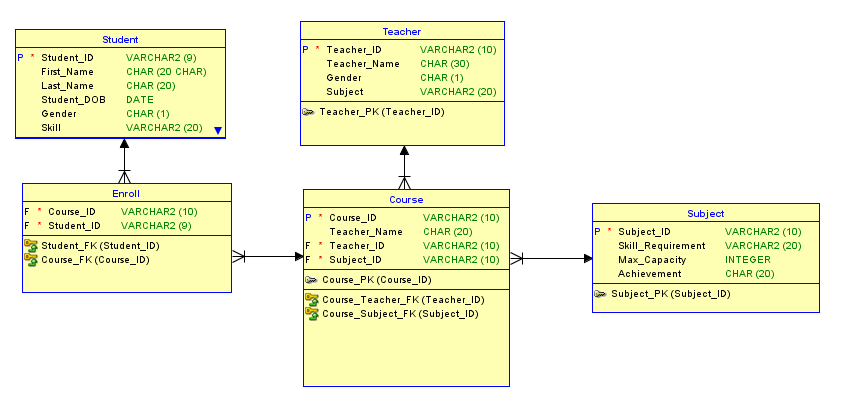 Student
P * Student_ID VARCHAR2 (9)
First_Name CHAR (20 CHAR)
Last_Name CHAR (20)
Student_DOB DATE
Gender CHAR (1)
Skill VARCHAR2 (20)
Teacher
P * Teacher_ID VARCHAR2 (10)
Teacher_Name CHAR (30)
Gender CHAR (1)
Subject VARCHAR2 (20)
Teacher_PK (Teacher_ID)
Enroll
F * Course_ID VARCHAR2 (10)
F * Student_ID VARCHAR2 (9)
Student_FK (Student_ID)
Course_FK (Course_ID)
Course
P * Course_ID VARCHAR2 (10)
Teacher_Name CHAR (20)
F * Teacher_ID VARCHAR2 (10)
F * Subject_ID VARCHAR2 (10)
Course_PK (Course_ID)
Course_Teacher_FK (Teacher_ID)
Course_Subject_FK (Subject_ID)
Subject
P * Subject_ID VARCHAR2 (10)
Skill_Requirement VARCHAR2 (20)
Max_Capacity INTEGER
Achievement CHAR (20)
Subject_PK (Subject_ID)